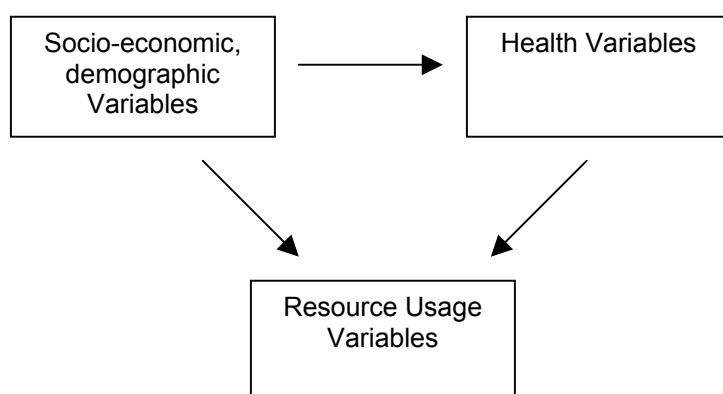 Socio-economic,
demographic
Variables
Health Variables
Resource Usage
Variables